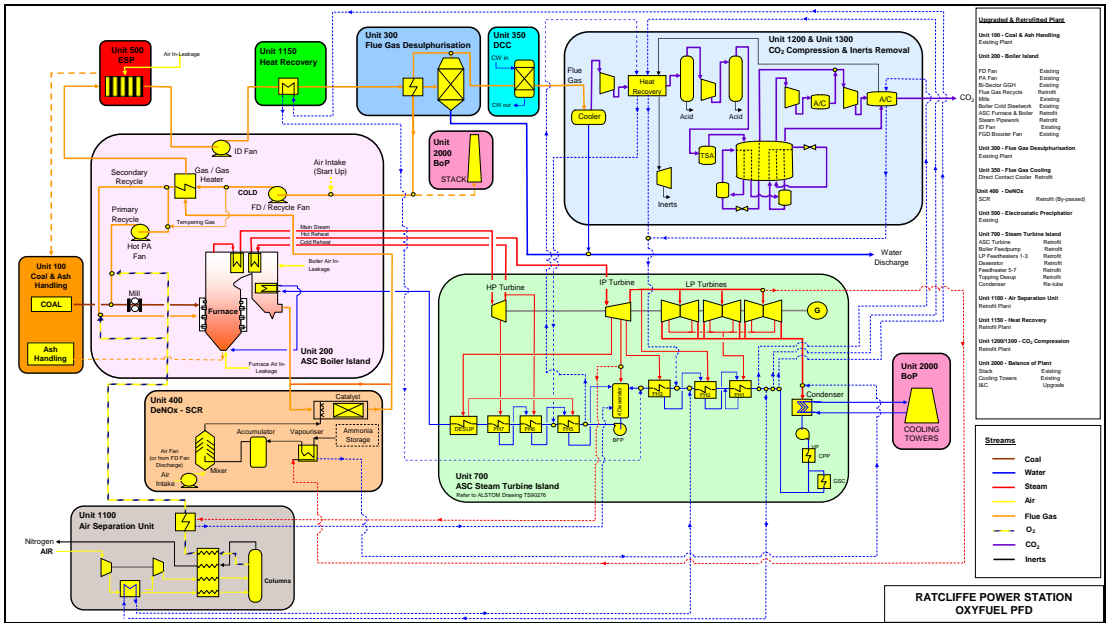 Unit 500
ESP
Air In-Leakage
Unit 1150
Heat Recovery
Unit 300
Flue Gas Desulphurisation
Unit 350
DCC
CW in
CW out
Unit 1200 & Unit 1300
CO2 Compression & Inerts Removal
Flue
Gas
Heat
Recovery
Cooler
Acid
Acid
TSA
A/C
A/C
Inerts
CO2
Water
Discharge
ID Fan
Unit
2000
BoP
STACK
Air Intake
(Start Up)
Gas / Gas
Heater
COLD
FD / Recycle Fan
Secondary
Recycle
Primary
Recycle
Tempering Gas
Hot PA
Fan
Main Steam
Hot Reheat
Cold Reheat
Boiler Air In-
Leakage
Unit 100
Coal & Ash
Handling
COAL
Mill
Furnace
Ash
Handling
Furnace Air In-
Leakage
Unit 200
ASC Boiler Island
HP Turbine
IP Turbine
LP Turbines
G
Condenser
Unit 2000
BoP
COOLING
TOWERS
DESUP
FH7
FH6
FH5
Deaerator
BFP
FH3
FH2
FH1
VP
CPP
GSC
Unit 700
ASC Steam Turbine Island
Refer to ALSTOM Drawing TS90276
Unit 400
DeNOx - SCR
Catalyst
Accumulator
Vapouriser
Ammonia
Storage
Air Fan
(or from FD Fan
Discharge)
Mixer
Air
Intake
Unit 1100
Air Separation Unit
Nitrogen
AIR
Columns
Upgraded & Retrofitted Plant
Unit 100 - Coal & Ash Handling
Existing Plant
Unit 200 - Boiler Island
FD Fan Existing
PA Fan Existing
Bi-Sector GGH Existing
Flue Gas Recycle Retrofit
Mills Existing
Boiler Cold Steelwork Existing
ASC Furnace & Boiler Retrofit
Steam Pipework Retrofit
ID Fan Existing
FGD Booster Fan Existing
Unit 300 - Flue Gas Desulphurisation
Existing Plant
Unit 350 - Flue Gas Cooling
Direct Contact Cooler Retrofit
Unit 400 - DeNOx
SCR Retrofit (By-passed)
Unit 500 - Electrostatic Precipitator
Existing
Unit 700 - Steam Turbine Island
ASC Turbine Retrofit
Boiler Feedpump Retrofit
LP Feedheaters 1-3 Retrofit
Deaerator Retrofit
Feedheater 5-7 Retrofit
Topping Desup Retrofit
Condenser Re-tube
Unit 1100 - Air Separation Unit
Retrofit Plant
Unit 1150 - Heat Recovery
Retrofit Plant
Unit 1200/1300 - CO2 Compression
Retrofit Plant
Unit 2000 - Balance of Plant
Stack Existing
Cooling Towers Existing
I&C Upgrade
Streams
Coal
Water
Steam
Air
Flue Gas
O2
CO2
Inerts
RATCLIFFE POWER STATION
OXYFUEL PFD